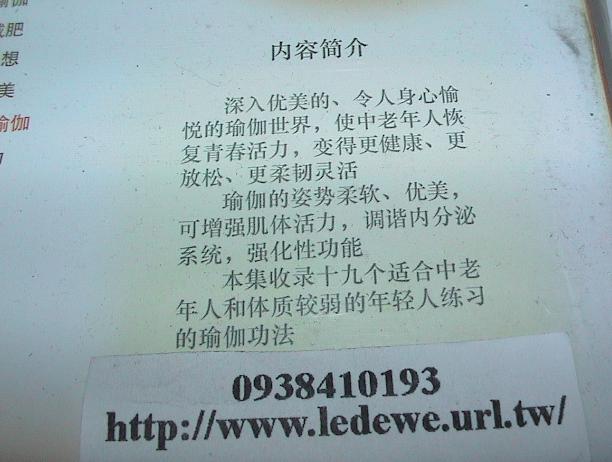 肥
想
美
瑜伽
内容简介
深入优美的、令人身心愉
悦的瑜伽世界，使中老年人恢
复青春活力，变得更健康、更
放松、更柔韧灵活
瑜伽的姿势柔软、优美，
可增强肌体活力，调谐内分泌
系统，强化性功能
本集收录十九个适合中老
年人和体质较弱的年轻人练习
的瑜伽功法
0938410193
http://www.ledewe.url.tw/